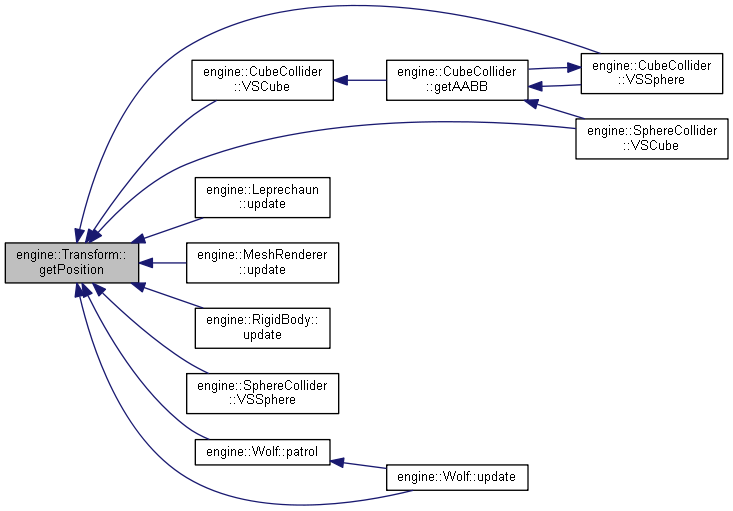 engine::CubeCollider
::VSCube
engine::CubeCollider
::getAABB
engine::CubeCollider
::VSSphere
engine::SphereCollider
::VSCube
engine::Leprechaun
::update
engine::Transform::
getPosition
engine::MeshRenderer
::update
engine::RigidBody::
update
engine::SphereCollider
::VSSphere
engine::Wolf::patrol
engine::Wolf::update